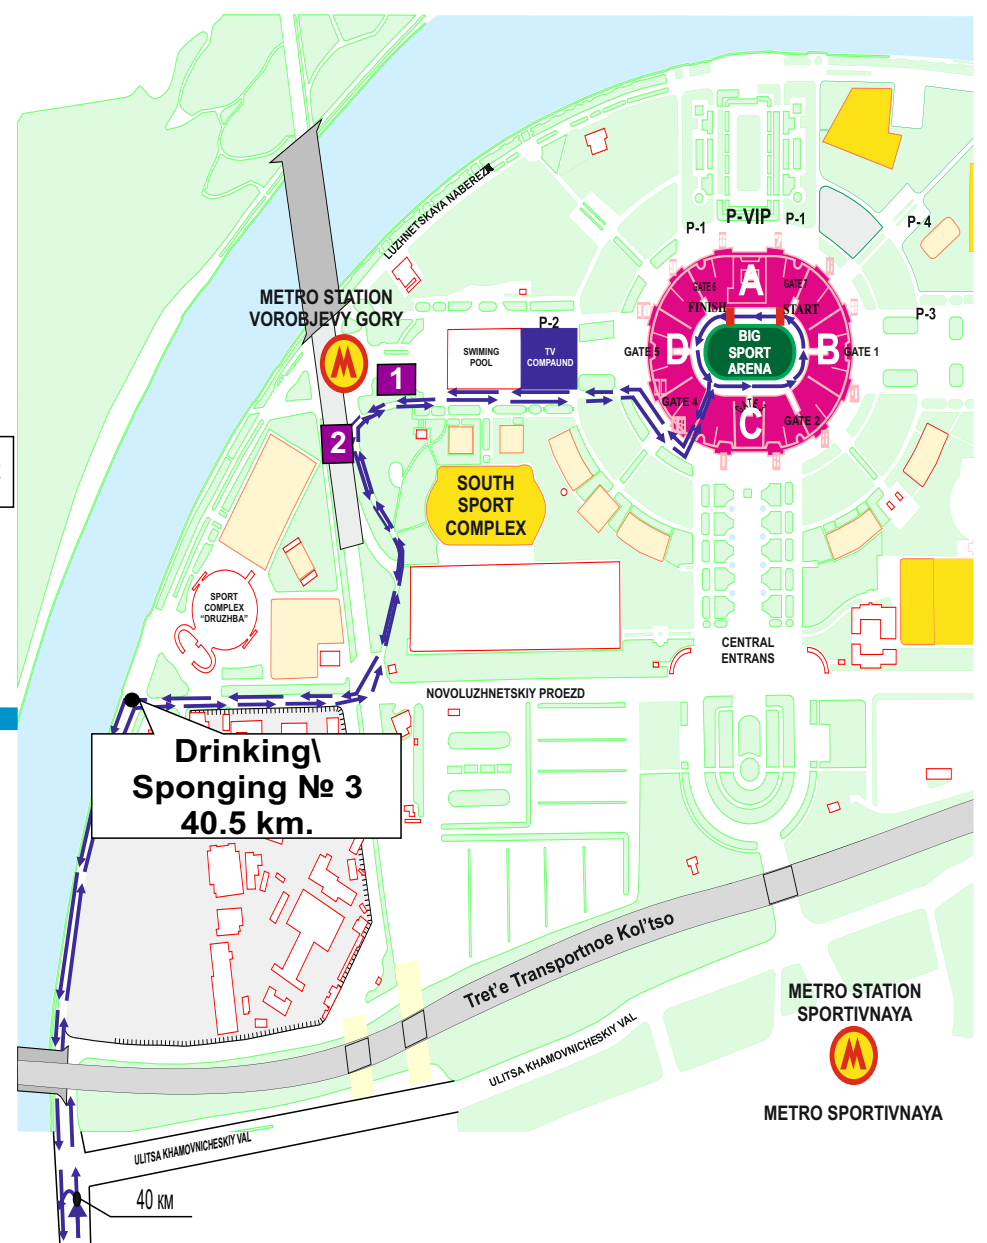 LUZHNETSKAYA NABEREZ
P-VIP
P-1
P-1
P- 4
METRO STATION
VOROBJEVY GORY
M
A
GATE 6
GATE 7
FINISH
START
P-3
P-2
SWIMING
POOL
TV
COMPAUND
GATE 5
D
BIG
SPORT
ARENA
B
GATE 1
1
GATE 4
C
GATE 2
2
SOUTH
SPORT
COMPLEX
SPORT
COMPLEX
“DRUZHBA”
CENTRAL
ENTRANS
NOVOLUZHNETSKIY PROEZD
Drinking\
Sponging № 3
40.5 km.
Tret’e Transportnoe Kol’tso
METRO STATION
SPORTIVNAYA
M
METRO SPORTIVNAYA
ULITSA KHAMOVNICHESKIY VAL
ULITSA KHAMOVNICHESKIY VAL
40 КМ